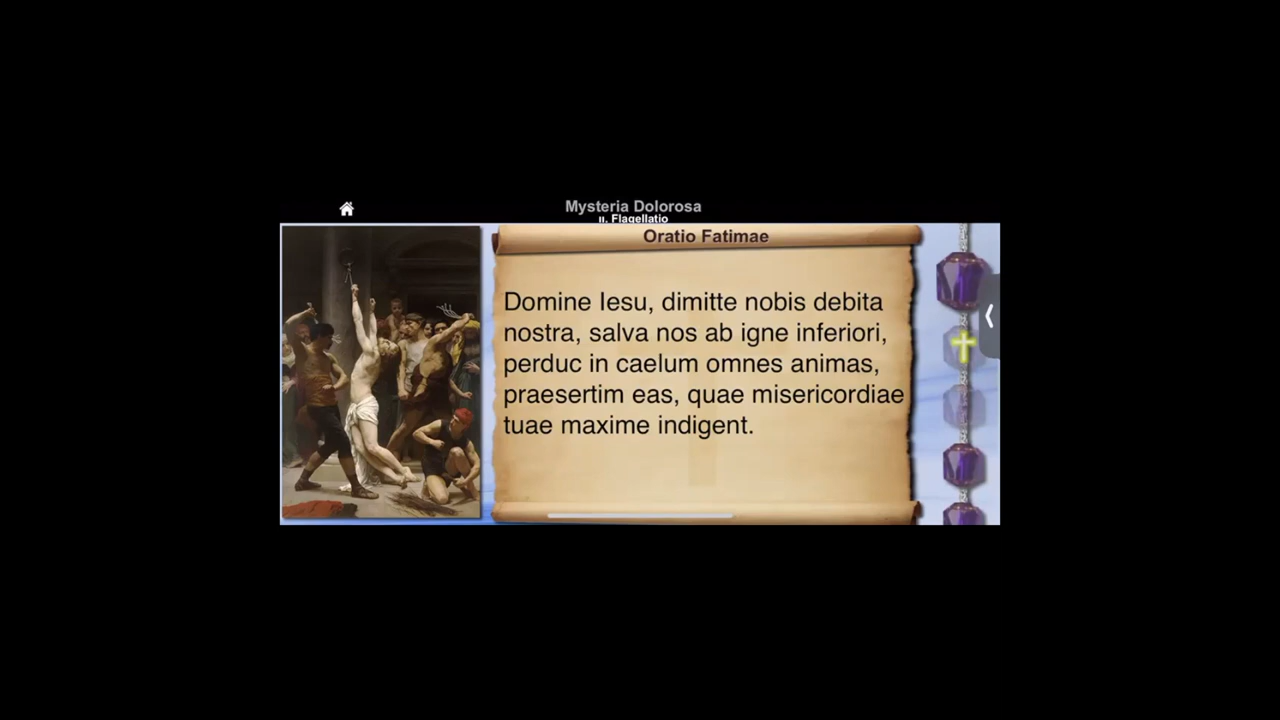 Mysteria Dolorosa
II. Flagellatio
Oratio Fatimae
Domine Iesu, dimitte nobis debita
nostra, salva nos ab igne inferiori,
perduc in caelum omnes animas,
praesertim eas, quae misericordiae
tuae maxime indigent.